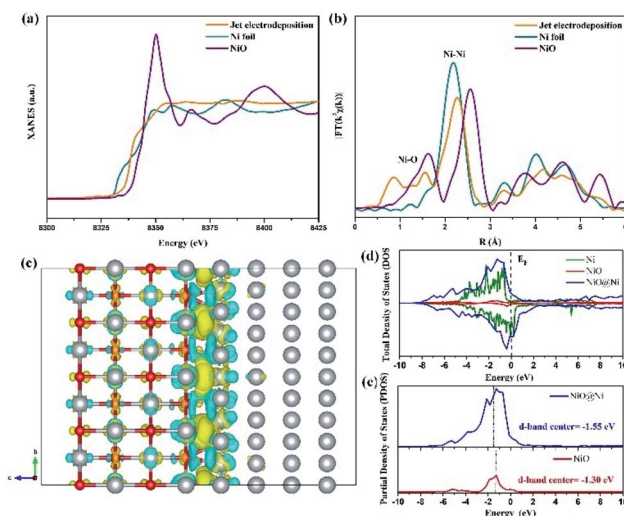 (a)
Jet electrodeposition
Ni foil
NiO
XANES (a.u.)
8300 8325 8350 8375 8400 8425
Energy (eV)
(b)
Jet electrodeposition
Ni foil
NiO
Ni-Ni
Ni-O
|FT(k³χ(k))|
0 1 2 3 4 5 6
R (Å)
(c)
b
c
(d)
E_F
Ni
NiO
NiO@Ni
Total Density of States (DOS
-10 -8 -6 -4 -2 0 2 4 6 8 10
Energy (eV)
(e)
NiO@Ni
d-band center= -1.55 eV
NiO
d-band center= -1.30 eV
Partial Density of States (PDOS)
-10 -8 -6 -4 -2 0 2 4 6 8 10
Energy (eV)